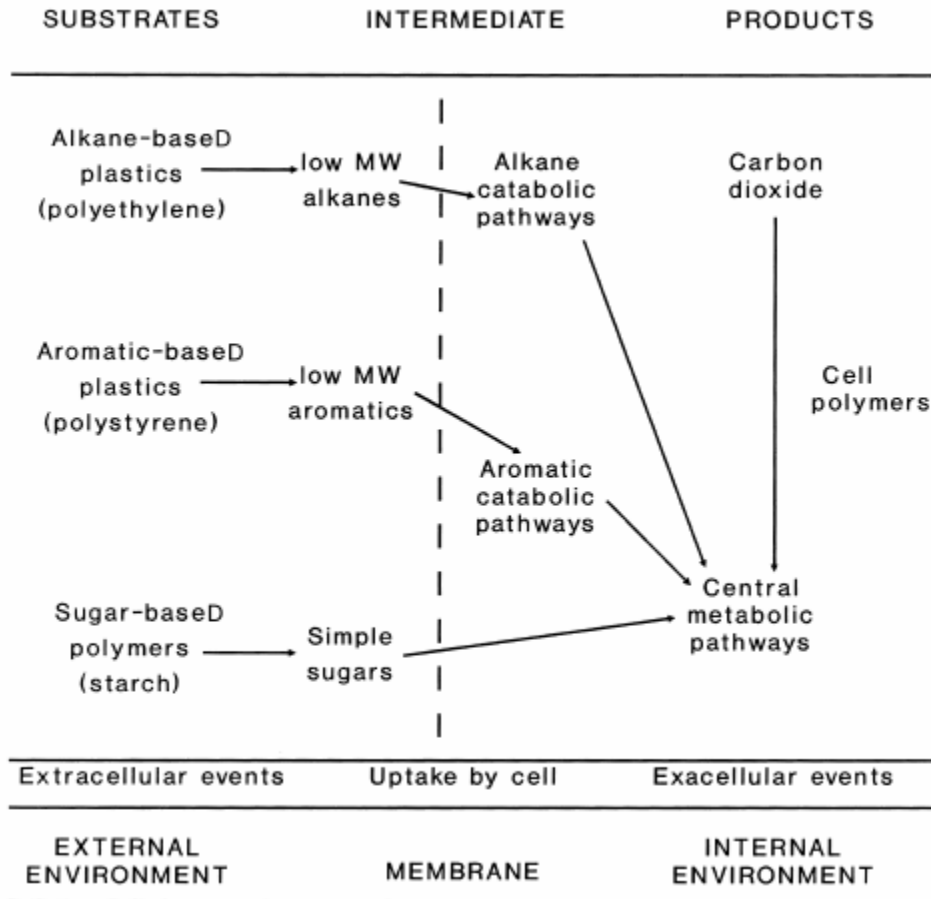 SUBSTRATES
INTERMEDIATE
PRODUCTS
Alkane-baseD
plastics
(polyethylene)
low MW
alkanes
Alkane
catabolic
pathways
Carbon
dioxide
Aromatic-baseD
plastics
(polystyrene)
low MW
aromatics
Aromatic
catabolic
pathways
Cell
polymers
Sugar-baseD
polymers
(starch)
Simple
sugars
Central
metabolic
pathways
Extracellular events
Uptake by cell
Exacellular events
EXTERNAL
ENVIRONMENT
MEMBRANE
INTERNAL
ENVIRONMENT